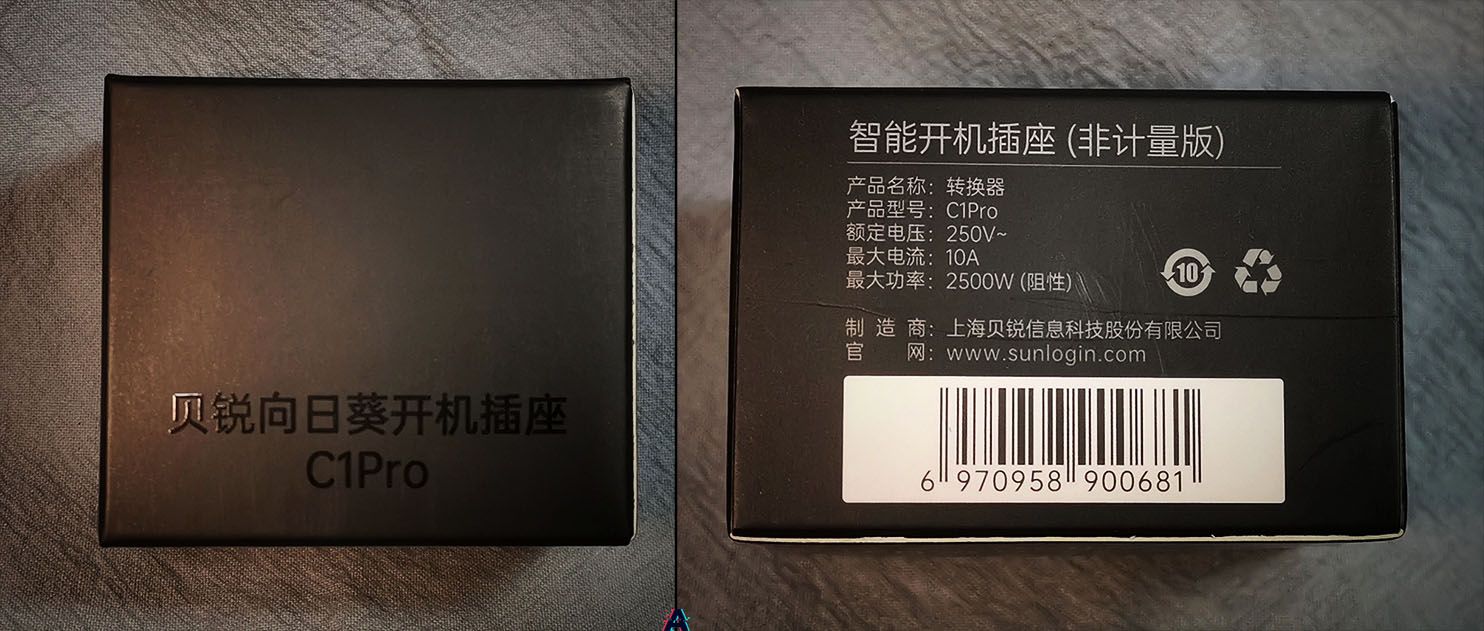 贝锐向日葵开机插座
C1Pro
智能开机插座 (非计量版)
产品名称：转换器
产品型号：C1Pro
额定电压：250V~
最大电流：10A
最大功率：2500W (阻性)
10
制 造 商：上海贝锐信息科技股份有限公司
官 网：www.sunlogin.com
6 970958 900681